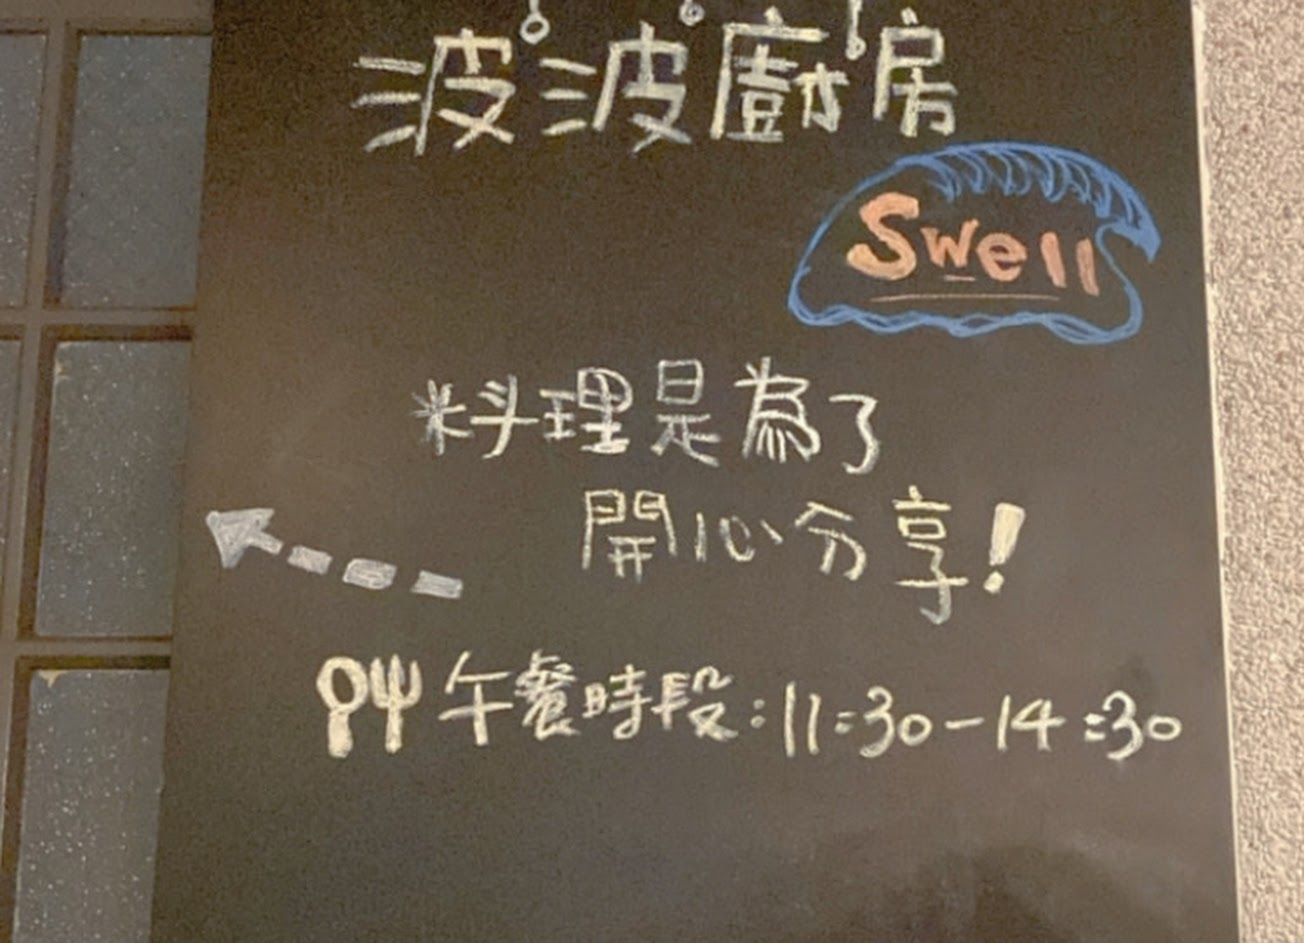 波波廚房
Swell
料理是為了
開心分享!
午餐時段:11:30-14:30